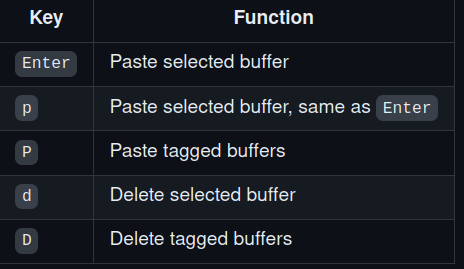 Key Function
Enter Paste selected buffer
p Paste selected buffer, same as Enter
P Paste tagged buffers
d Delete selected buffer
D Delete tagged buffers